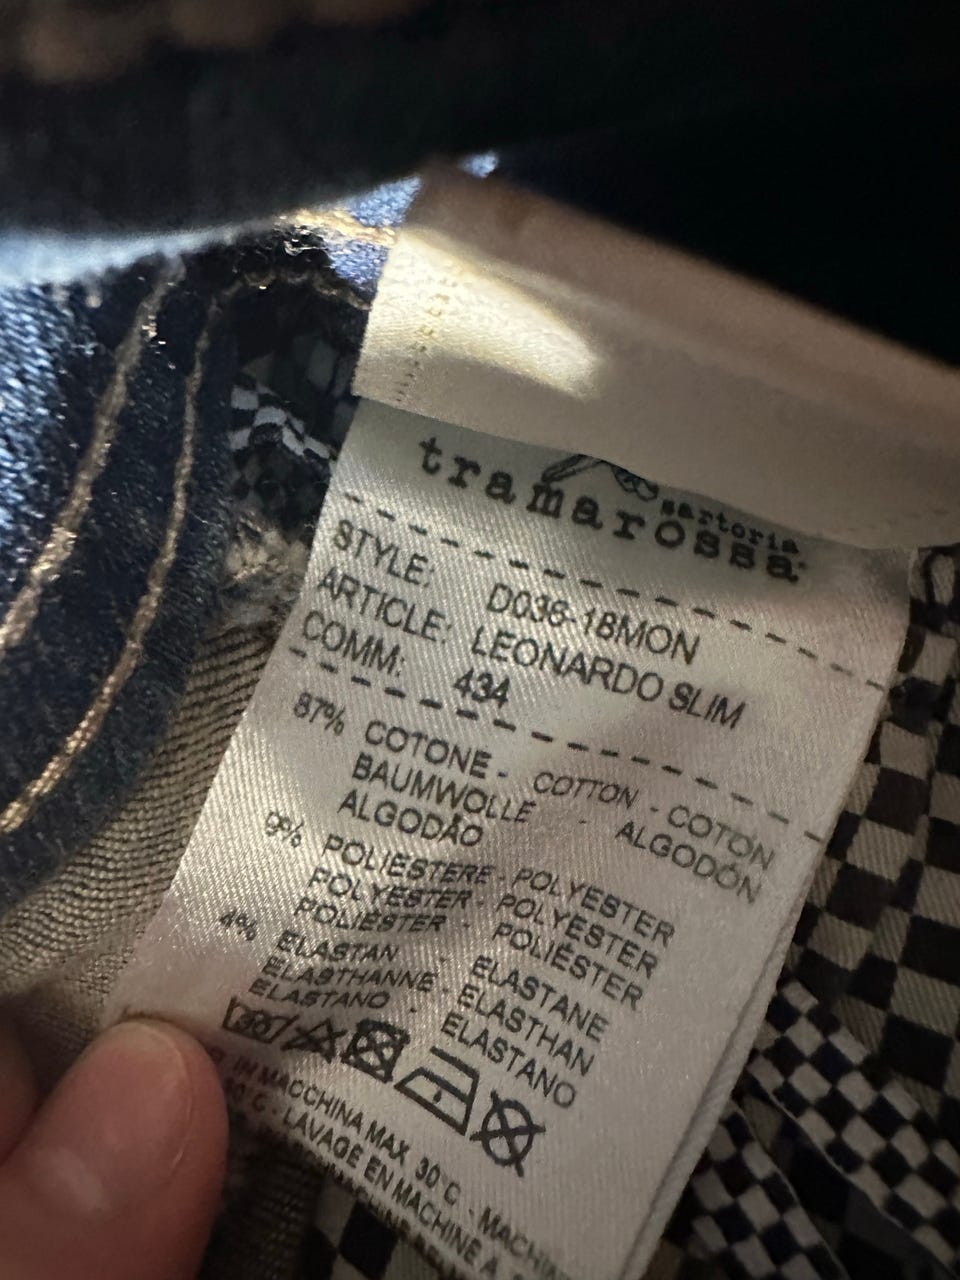 sartoria
tramarossa
STYLE: D036-18MON
ARTICLE: LEONARDO SLIM
COMM: 434
87% COTONE - COTTON - COTON
BAUMWOLLE - ALGODÓN
ALGODÃO
9% POLIESTERE - POLYESTER
POLYESTER - POLYESTER
POLIÉSTER - POLIÉSTER
4% ELASTAN - ELASTANE
ELASTHANNE - ELASTHAN
ELASTANO - ELASTANO
30
IN MACCHINA MAX 30°C -
- LAVAGE EN MACHINE A